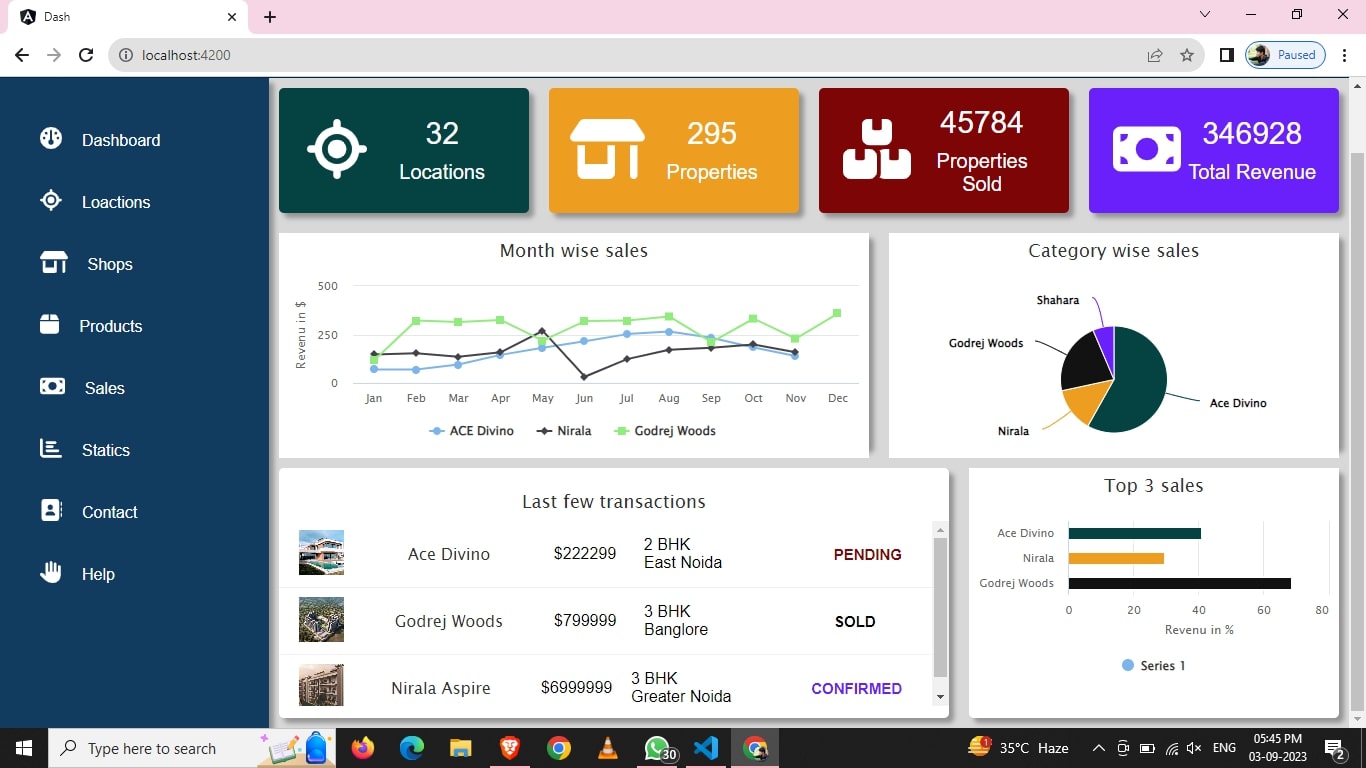 Dash
localhost:4200
Paused
Dashboard
Loactions
Shops
Products
Sales
Statics
Contact
Help
32
Locations
295
Properties
45784
Properties
Sold
346928
Total Revenue
Month wise sales
Revenu in $
500
250
0
Jan Feb Mar Apr May Jun Jul Aug Sep Oct Nov Dec
ACE Divino Nirala Godrej Woods
Category wise sales
Shahara
Godrej Woods
Ace Divino
Nirala
Last few transactions
Ace Divino $222299 2 BHK East Noida PENDING
Godrej Woods $799999 3 BHK Banglore SOLD
Nirala Aspire $6999999 3 BHK Greater Noida CONFIRMED
Top 3 sales
Ace Divino
Nirala
Godrej Woods
0 20 40 60 80
Revenu in %
Series 1
Type here to search
30
1
35°C Haze
ENG
05:45 PM
03-09-2023
2